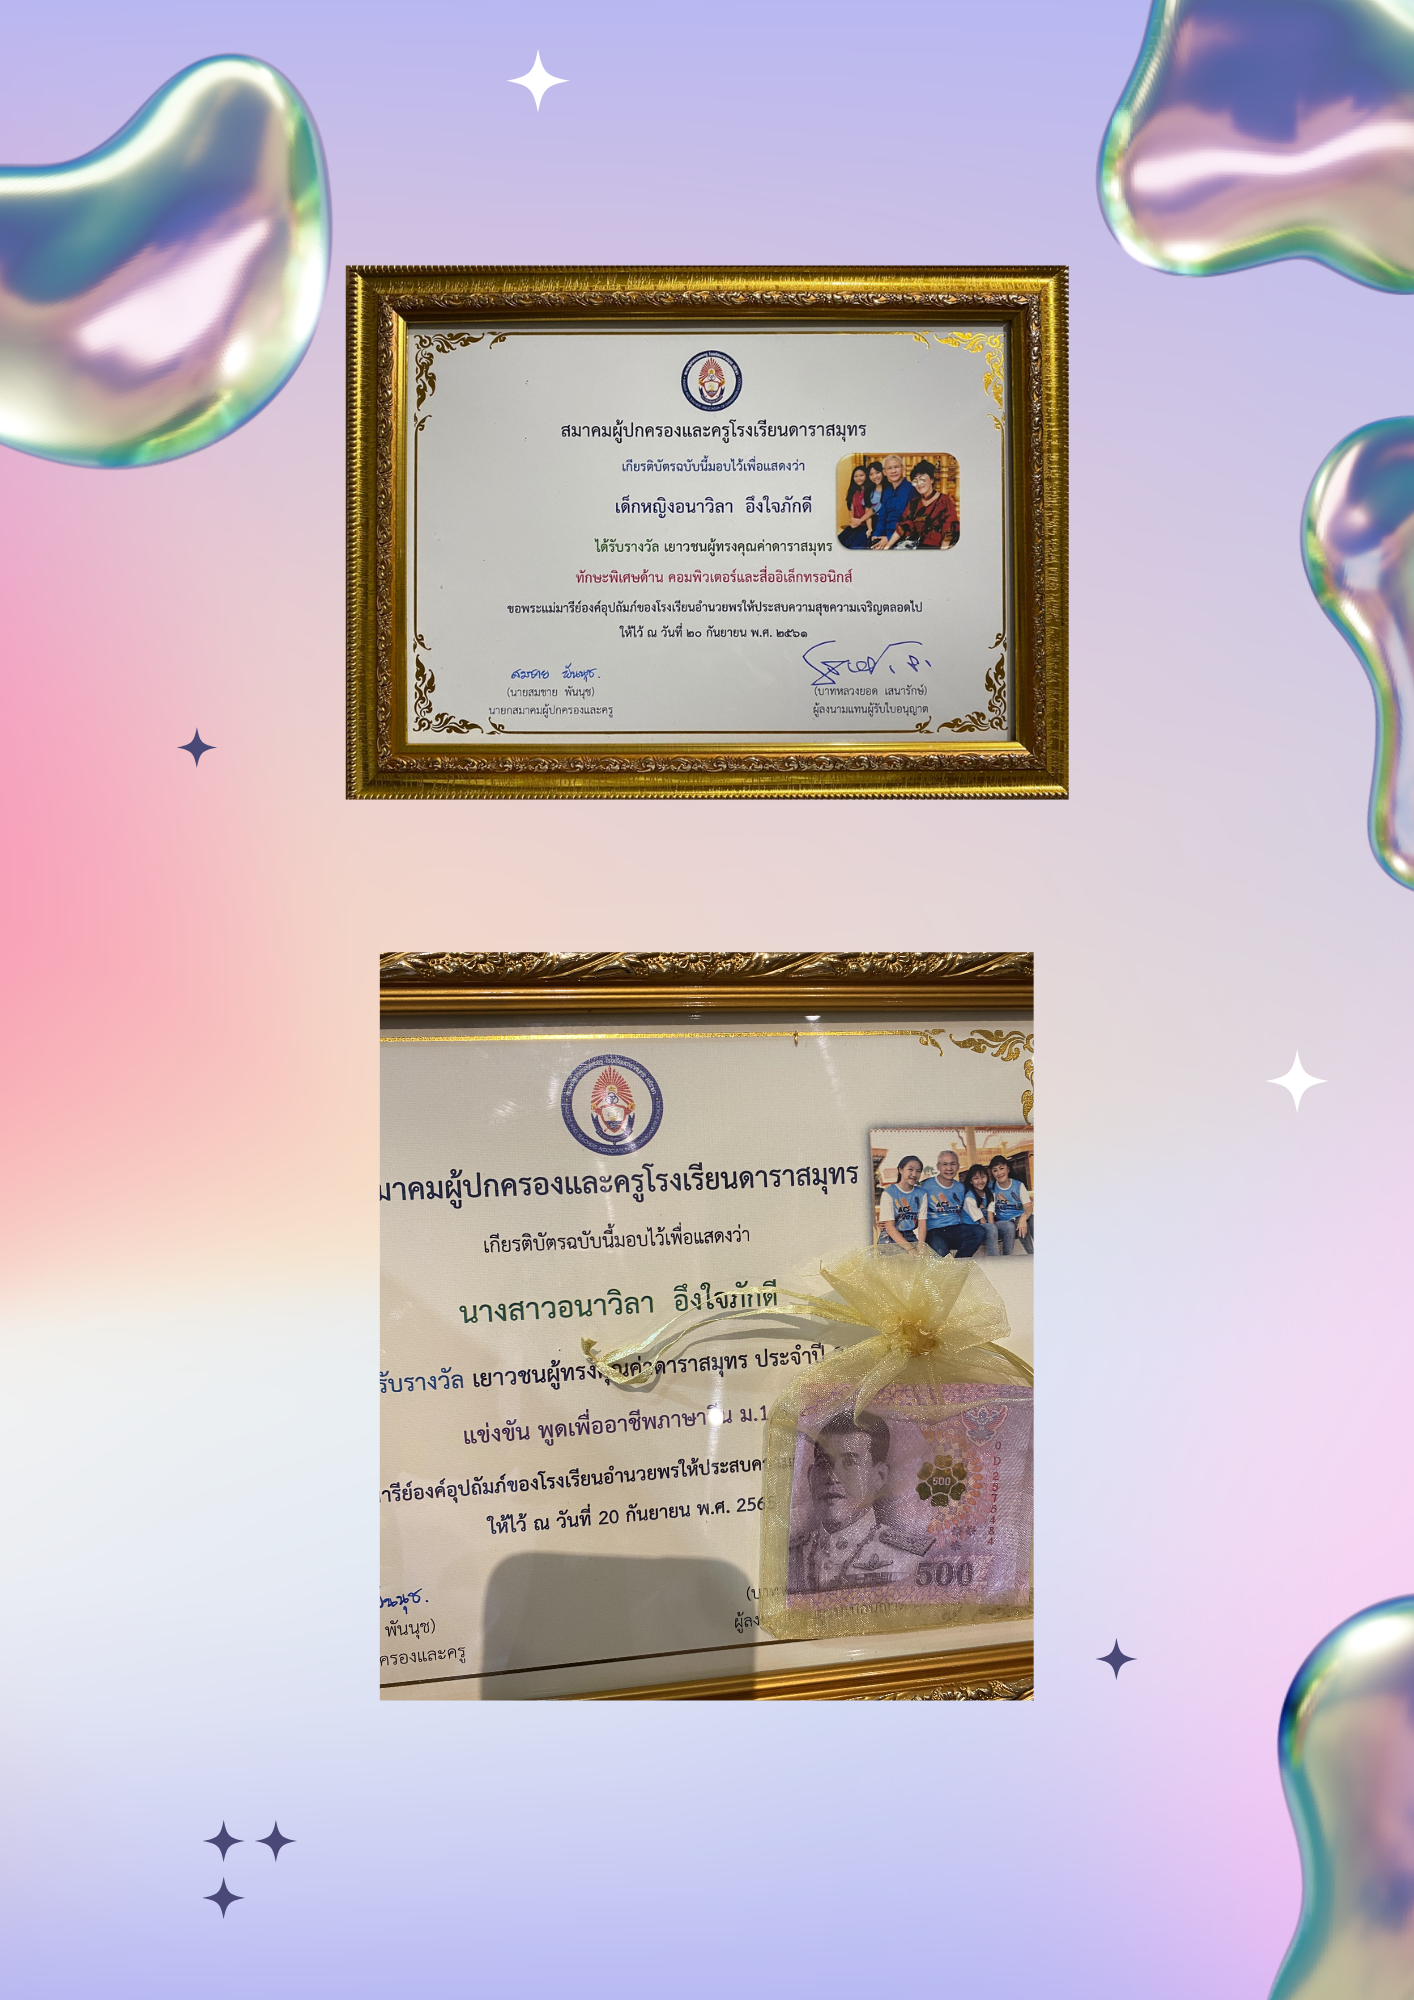 สมาคมผู้ปกครองและครูโรงเรียนดาราสมุทร
เกียรติบัตรฉบับนี้มอบไว้เพื่อแสดงว่า
เด็กหญิงอนาวิลา อึงใจภักดี
ได้รับรางวัล เยาวชนผู้ทรงคุณค่าดาราสมุทร
ทักษะพิเศษด้าน คอมพิวเตอร์และสื่ออิเล็กทรอนิกส์
ขอพระแม่มารีย์องค์อุปถัมภ์ของโรงเรียนอำนวยพรให้ประสบความสุขความเจริญตลอดไป
ให้ไว้ ณ วันที่ ๒๐ กันยายน พ.ศ. ๒๕๖๑
สมชาย พันนุช.
(นายสมชาย พันนุช)
นายกสมาคมผู้ปกครองและครู
(บาทหลวงยอด เสนารักษ์)
ผู้ลงนามแทนผู้รับใบอนุญาต
มาคมผู้ปกครองและครูโรงเรียนดาราสมุทร
เกียรติบัตรฉบับนี้มอบไว้เพื่อแสดงว่า
นางสาวอนาวิลา อึงใจภักดี
รับรางวัล เยาวชนผู้ทรงคุณค่าดาราสมุทร ประจำปี
แข่งขัน พูดเพื่ออาชีพภาษาจีน ม.1
ารีย์องค์อุปถัมภ์ของโรงเรียนอำนวยพรให้ประสบความ
ให้ไว้ ณ วันที่ 20 กันยายน พ.ศ. 2565
พันนุช)
ครองและครู
ผู้ลง
500
0D2575484
500